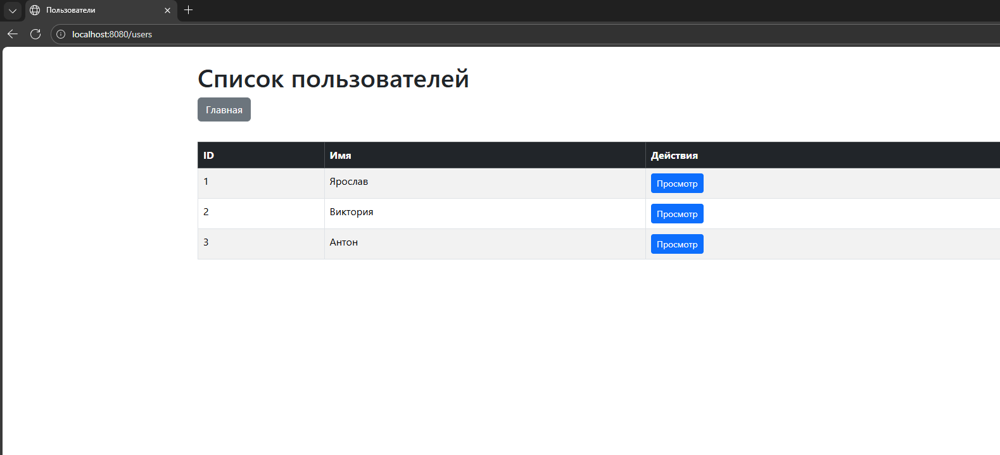 Пользователи
localhost:8080/users
Список пользователей
Главная
ID Имя Действия
1 Ярослав Просмотр
2 Виктория Просмотр
3 Антон Просмотр